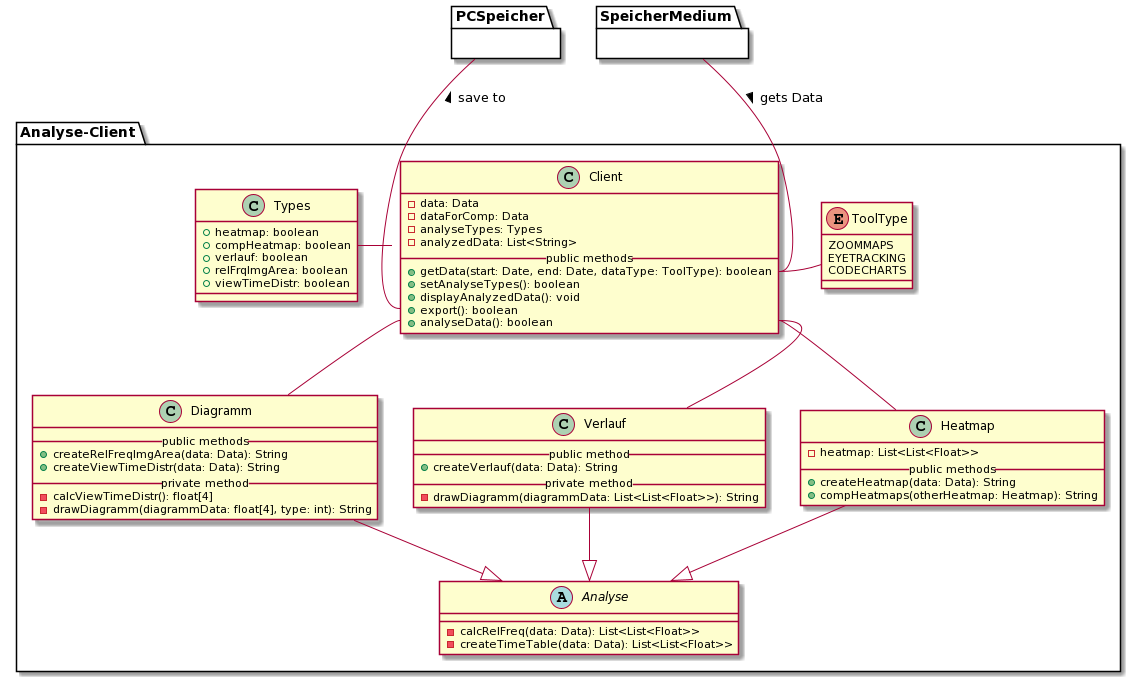 PCSpeicher
SpeicherMedium
save to
gets Data
Analyse-Client
C Types
heatmap: boolean
compHeatmap: boolean
verlauf: boolean
relFrqImgArea: boolean
viewTimeDistr: boolean
C Client
data: Data
dataForComp: Data
analyseTypes: Types
analyzedData: List<String>
public methods
getData(start: Date, end: Date, dataType: ToolType): boolean
setAnalyseTypes(): boolean
displayAnalyzedData(): void
export(): boolean
analyseData(): boolean
E ToolType
ZOOMMAPS
EYETRACKING
CODECHARTS
C Diagramm
public methods
createRelFreqImgArea(data: Data): String
createViewTimeDistr(data: Data): String
private method
calcViewTimeDistr(): float[4]
drawDiagramm(diagrammData: float[4], type: int): String
C Verlauf
public method
createVerlauf(data: Data): String
private method
drawDiagramm(diagrammData: List<List<Float>>): String
C Heatmap
heatmap: List<List<Float>>
public methods
createHeatmap(data: Data): String
compHeatmaps(otherHeatmap: Heatmap): String
A Analyse
calcRelFreq(data: Data): List<List<Float>>
createTimeTable(data: Data): List<List<Float>>